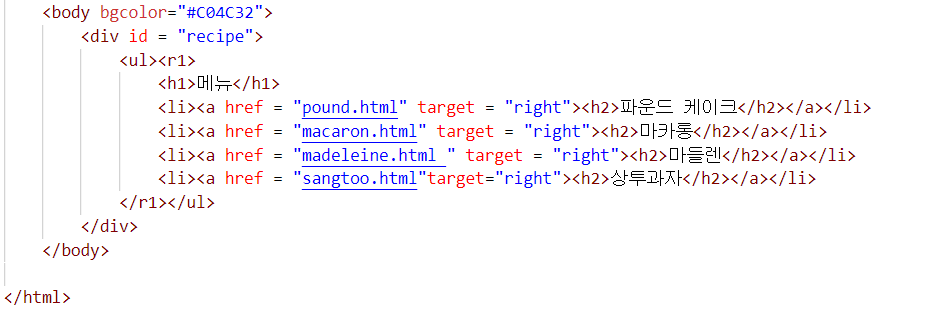 <body bgcolor="#C04C32">
<div id = "recipe">
<ul><r1>
<h1>메뉴</h1>
<li><a href = "pound.html" target = "right"><h2>파운드 케이크</h2></a></li>
<li><a href = "macaron.html" target = "right"><h2>마카롱</h2></a></li>
<li><a href = "madeleine.html " target = "right"><h2>마들렌</h2></a></li>
<li><a href = "sangtoo.html"target="right"><h2>상투과자</h2></a></li>
</r1></ul>
</div>
</body>
</html>